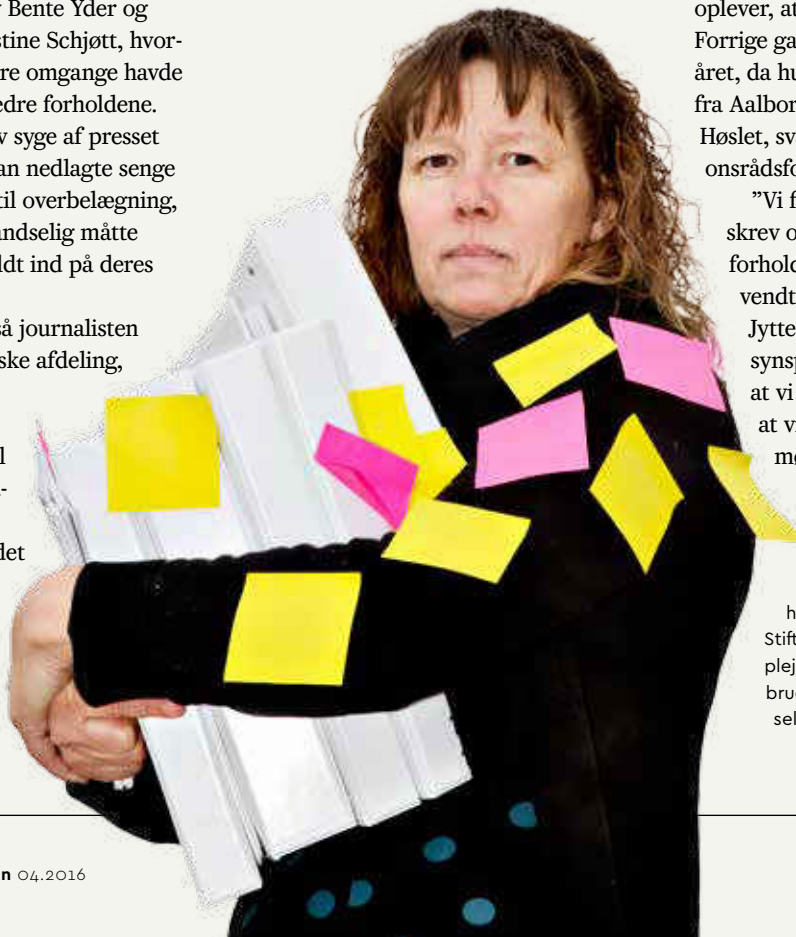 Bente Yder og
stine Schjøtt, hvor-
re omgange havde
edre forholdene.
v syge af presset
an nedlagte senge
til overbelægning,
andselig måtte
ldt ind på deres
så journalisten
ske afdeling,
l
-
det
oplever, at
Forrige ga
året, da hu
fra Aalbor
Høslet, sv
onsrådsfo
”Vi f
skrev o
forhold
vendt
Jytte
synsp
at vi
at v
m
h
Stift
plej
bru
sel
n 04.2016